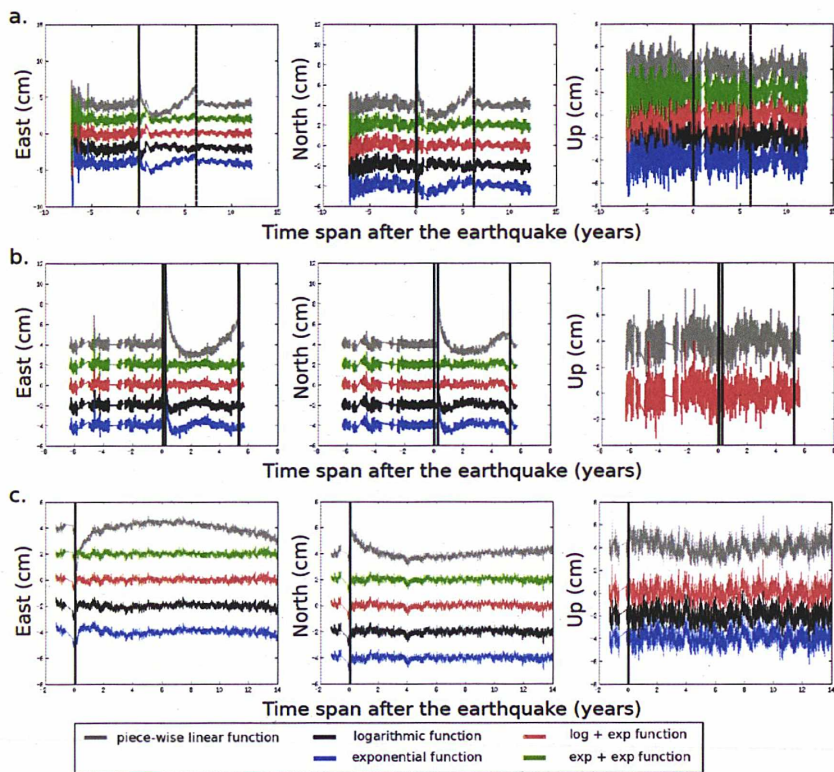 a.
East (cm)
North (cm)
Up (cm)
Time span after the earthquake (years)
b.
East (cm)
North (cm)
Up (cm)
Time span after the earthquake (years)
c.
East (cm)
North (cm)
Up (cm)
Time span after the earthquake (years)
piece-wise linear function
logarithmic function
log + exp function
exponential function
exp + exp function